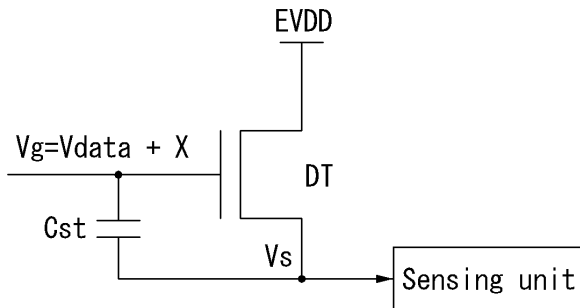 EVDD
Vg=Vdata + X
DT
Cst
Vs
Sensing unit